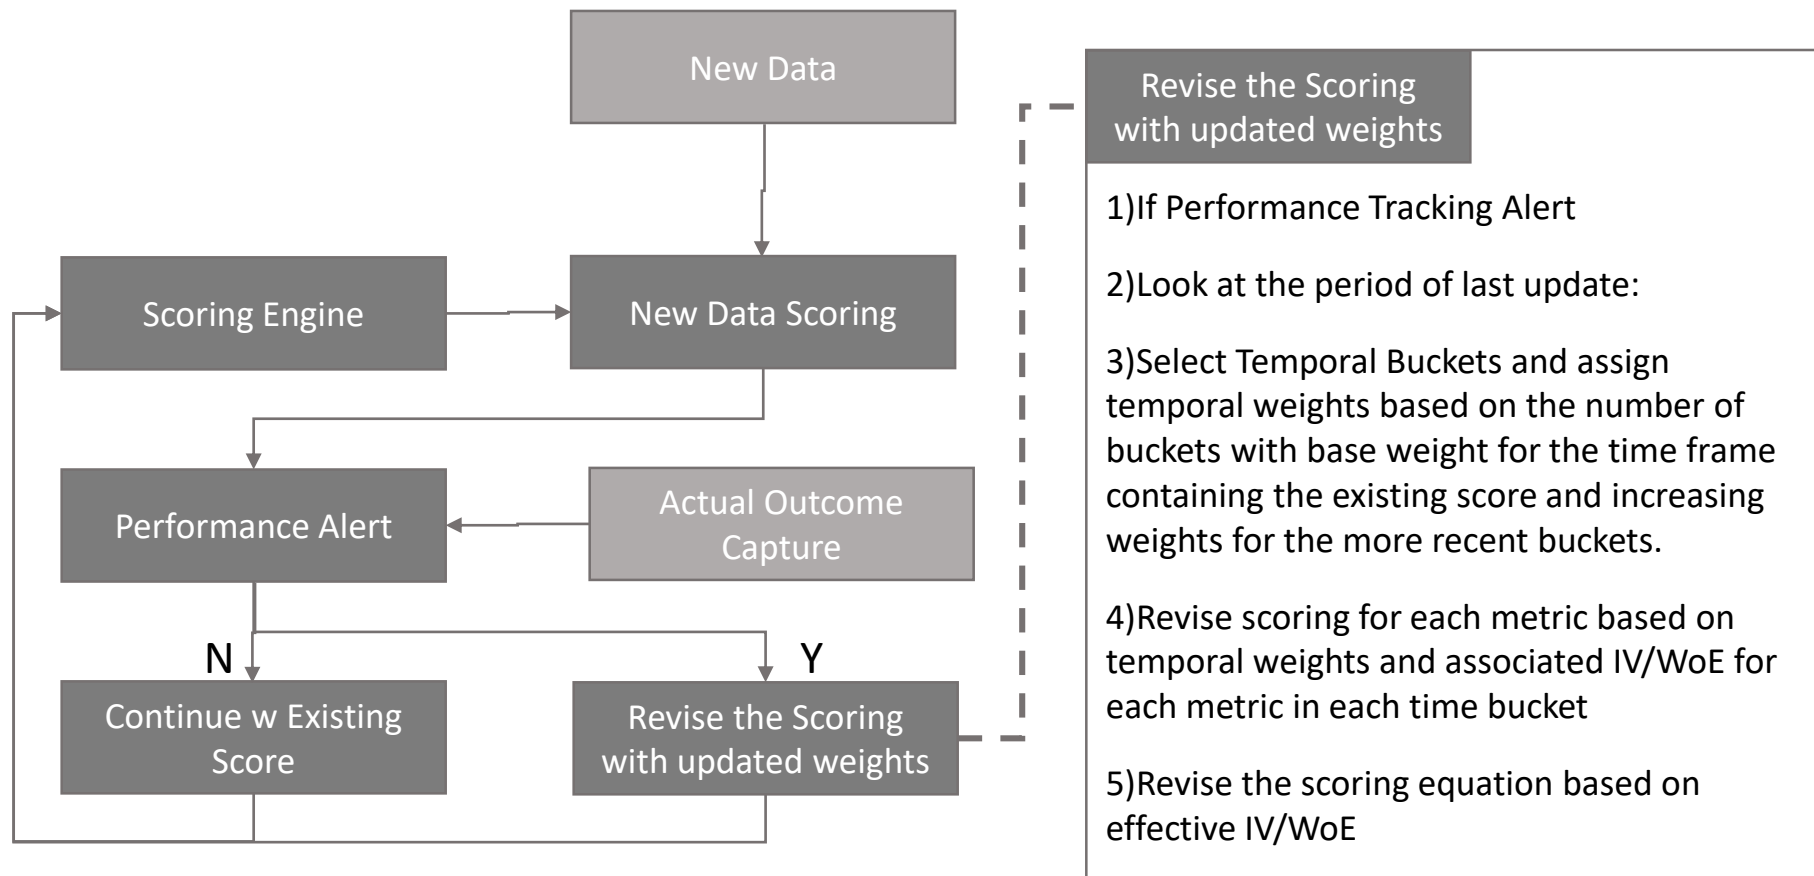 New Data
Scoring Engine
New Data Scoring
Performance Alert
Actual Outcome
Capture
N
Y
Continue w Existing
Score
Revise the Scoring
with updated weights
Revise the Scoring
with updated weights
1)If Performance Tracking Alert
2)Look at the period of last update:
3)Select Temporal Buckets and assign
temporal weights based on the number of
buckets with base weight for the time frame
containing the existing score and increasing
weights for the more recent buckets.
4)Revise scoring for each metric based on
temporal weights and associated IV/WoE for
each metric in each time bucket
5)Revise the scoring equation based on
effective IV/WoE